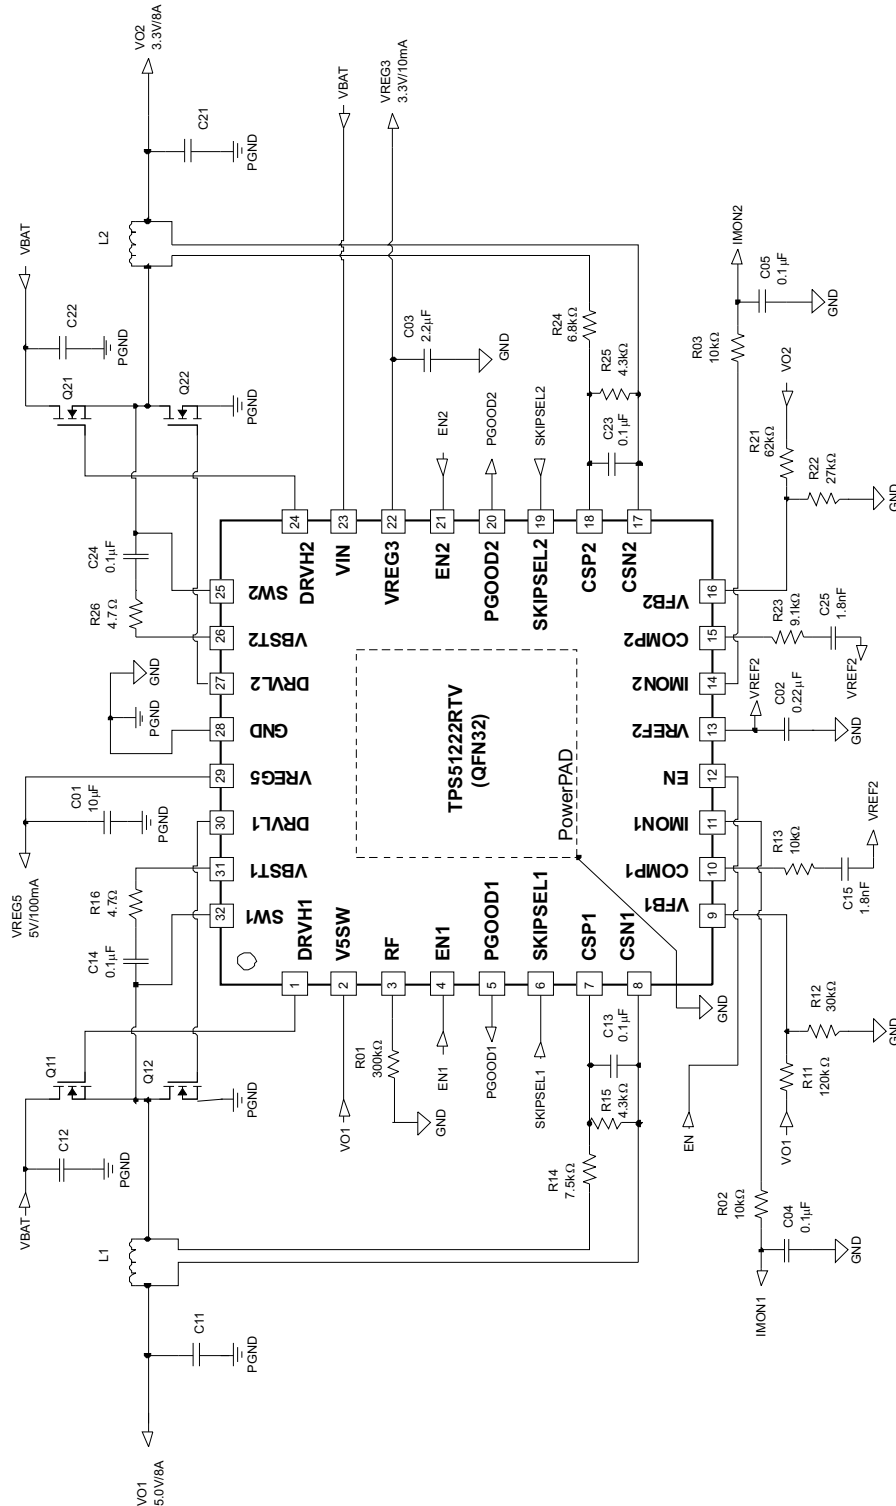 VO2
3.3V/8A
C21
PGND
L2
VBAT
C22
PGND
Q21
Q22
PGND
VBAT
VREG3
3.3V/10mA
C03
2.2µF
GND
EN2
PGOOD2
SKIPSEL2
R24
6.8kΩ
R25
4.3kΩ
C23
0.1µF
IMON2
C05
0.1µF
GND
R03
10kΩ
VO2
R21
62kΩ
R22
27kΩ
GND
R23
9.1kΩ
C25
1.8nF
VREF2
VREF2
C02
0.22µF
GND
C24
0.1µF
R26
4.7Ω
GND
PGND
C01
10µF
PGND
VREG5
5V/100mA
R16
4.7Ω
C14
0.1µF
24
DRVH2
23
VIN
22
VREG3
21
EN2
20
PGOOD2
19
SKIPSEL2
18
CSP2
17
CSN2
25
SW2
26
VBST2
27
DRVL2
28
GND
29
VREG5
30
DRVL1
31
VBST1
32
SW1
TPS51222RTV
(QFN32)
PowerPAD
16
VFB2
15
COMP2
14
IMON2
13
VREF2
12
EN
11
IMON1
10
COMP1
9
VFB1
1
DRVH1
2
V5SW
3
RF
4
EN1
5
PGOOD1
6
SKIPSEL1
7
CSP1
8
CSN1
R13
10kΩ
C15
1.8nF
VREF2
GND
Q11
Q12
PGND
C12
PGND
VBAT
L1
C11
PGND
VO1
5.0V/8A
VO1
R01
300kΩ
GND
EN1
PGOOD1
SKIPSEL1
C13
0.1µF
R15
4.3kΩ
R14
7.5kΩ
EN
R12
30kΩ
GND
R11
120kΩ
VO1
R02
10kΩ
C04
0.1µF
GND
IMON1